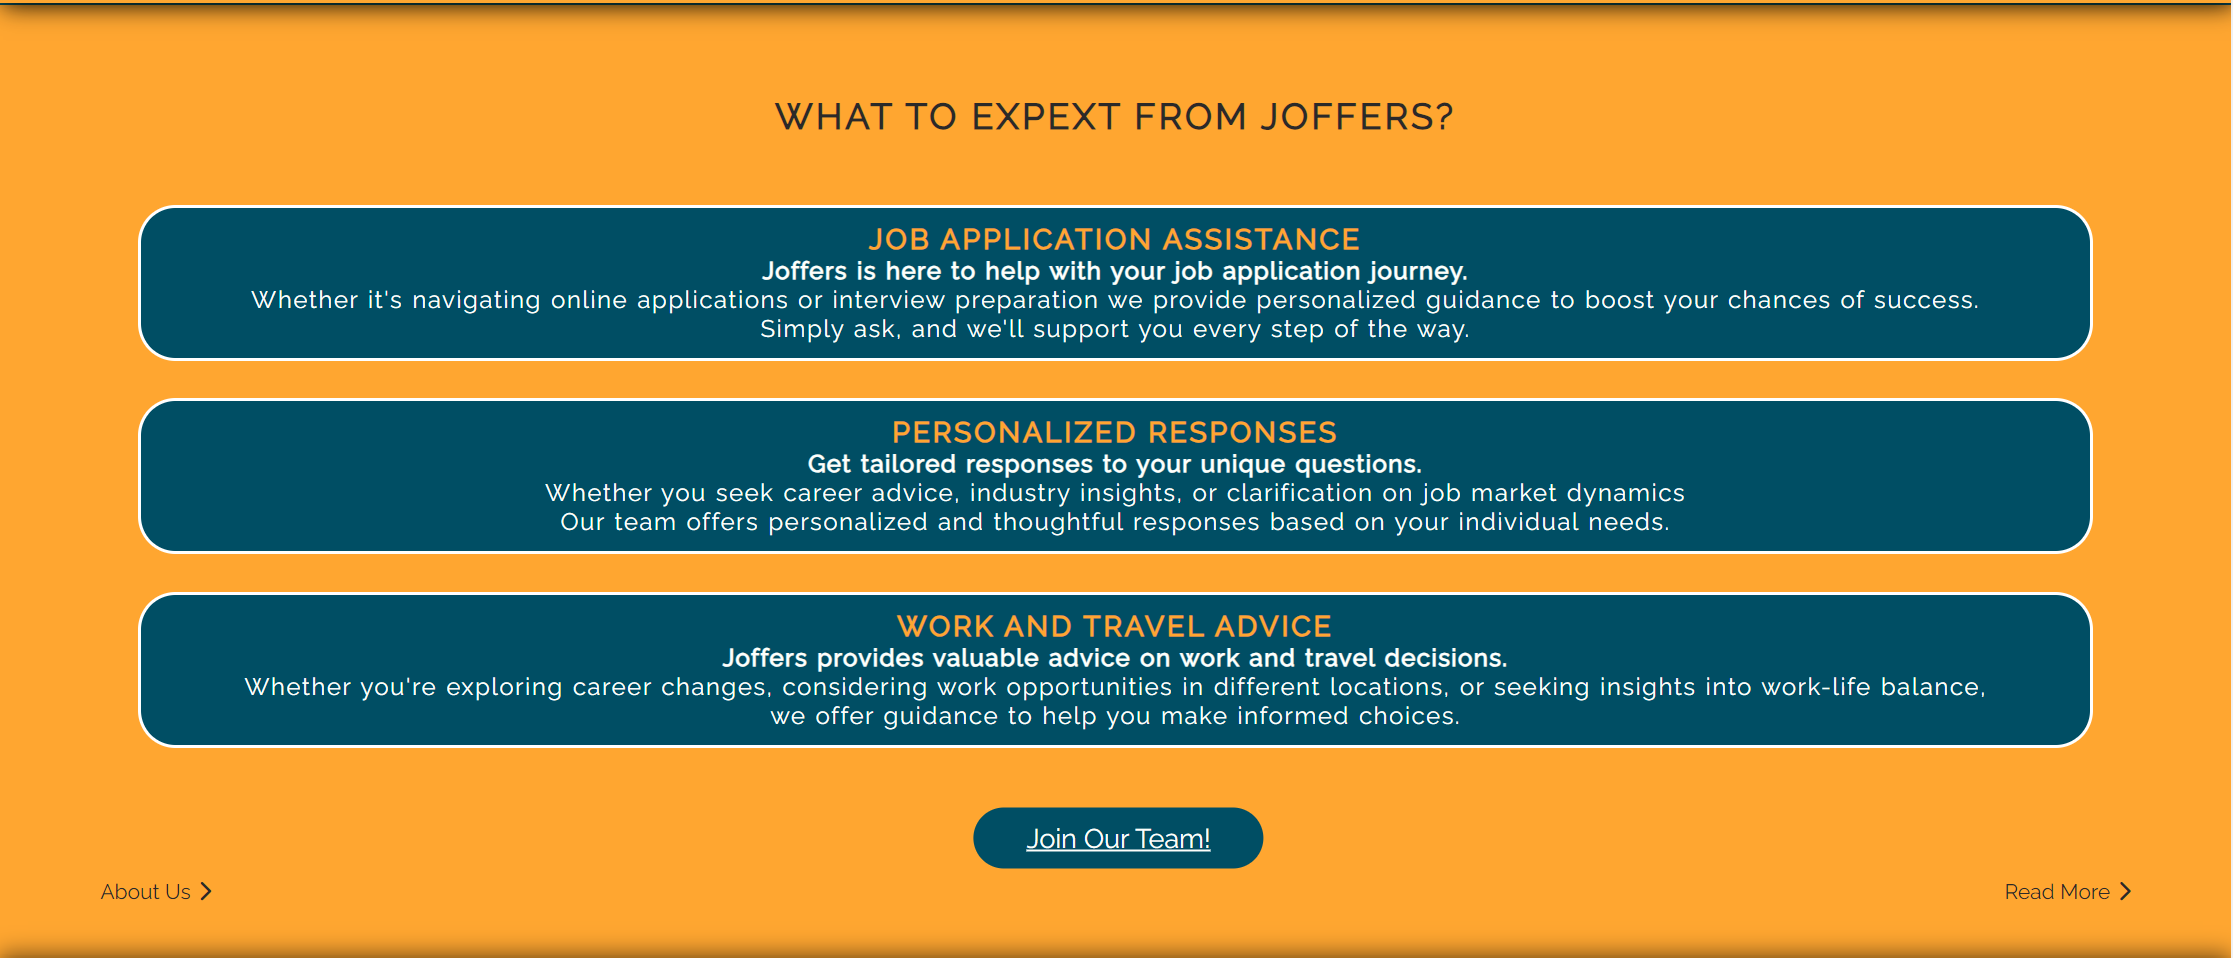 WHAT TO EXPEXT FROM JOFFERS?
JOB APPLICATION ASSISTANCE
Joffers is here to help with your job application journey.
Whether it's navigating online applications or interview preparation we provide personalized guidance to boost your chances of success.
Simply ask, and we'll support you every step of the way.
PERSONALIZED RESPONSES
Get tailored responses to your unique questions.
Whether you seek career advice, industry insights, or clarification on job market dynamics
Our team offers personalized and thoughtful responses based on your individual needs.
WORK AND TRAVEL ADVICE
Joffers provides valuable advice on work and travel decisions.
Whether you're exploring career changes, considering work opportunities in different locations, or seeking insights into work-life balance,
we offer guidance to help you make informed choices.
Join Our Team!
About Us
Read More